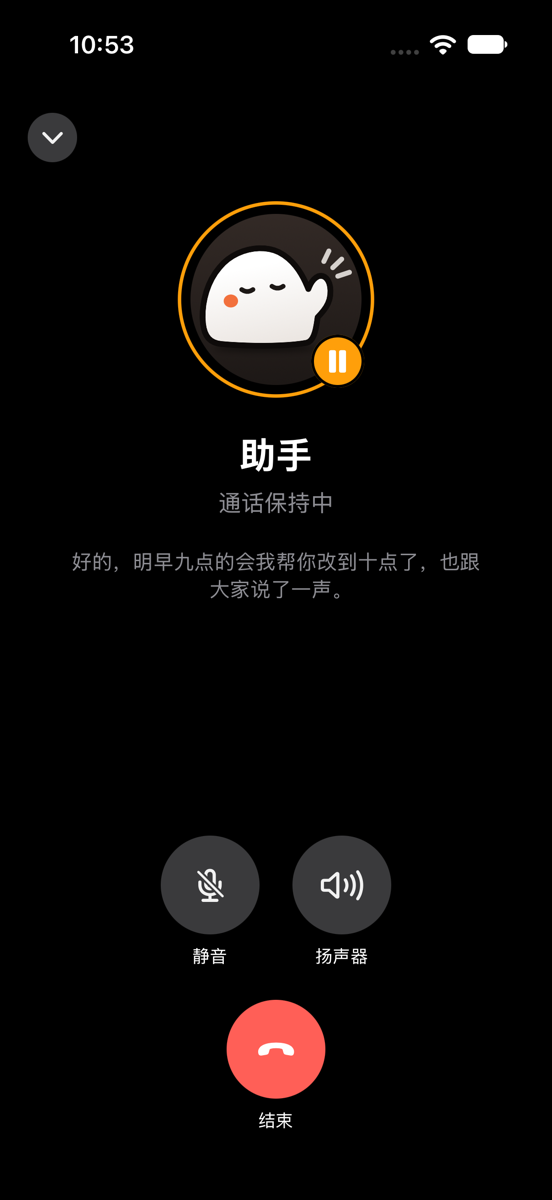 10:53
助手
通话保持中
好的，明早九点的会我帮你改到十点了，也跟
大家说了一声。
静音
扬声器
结束